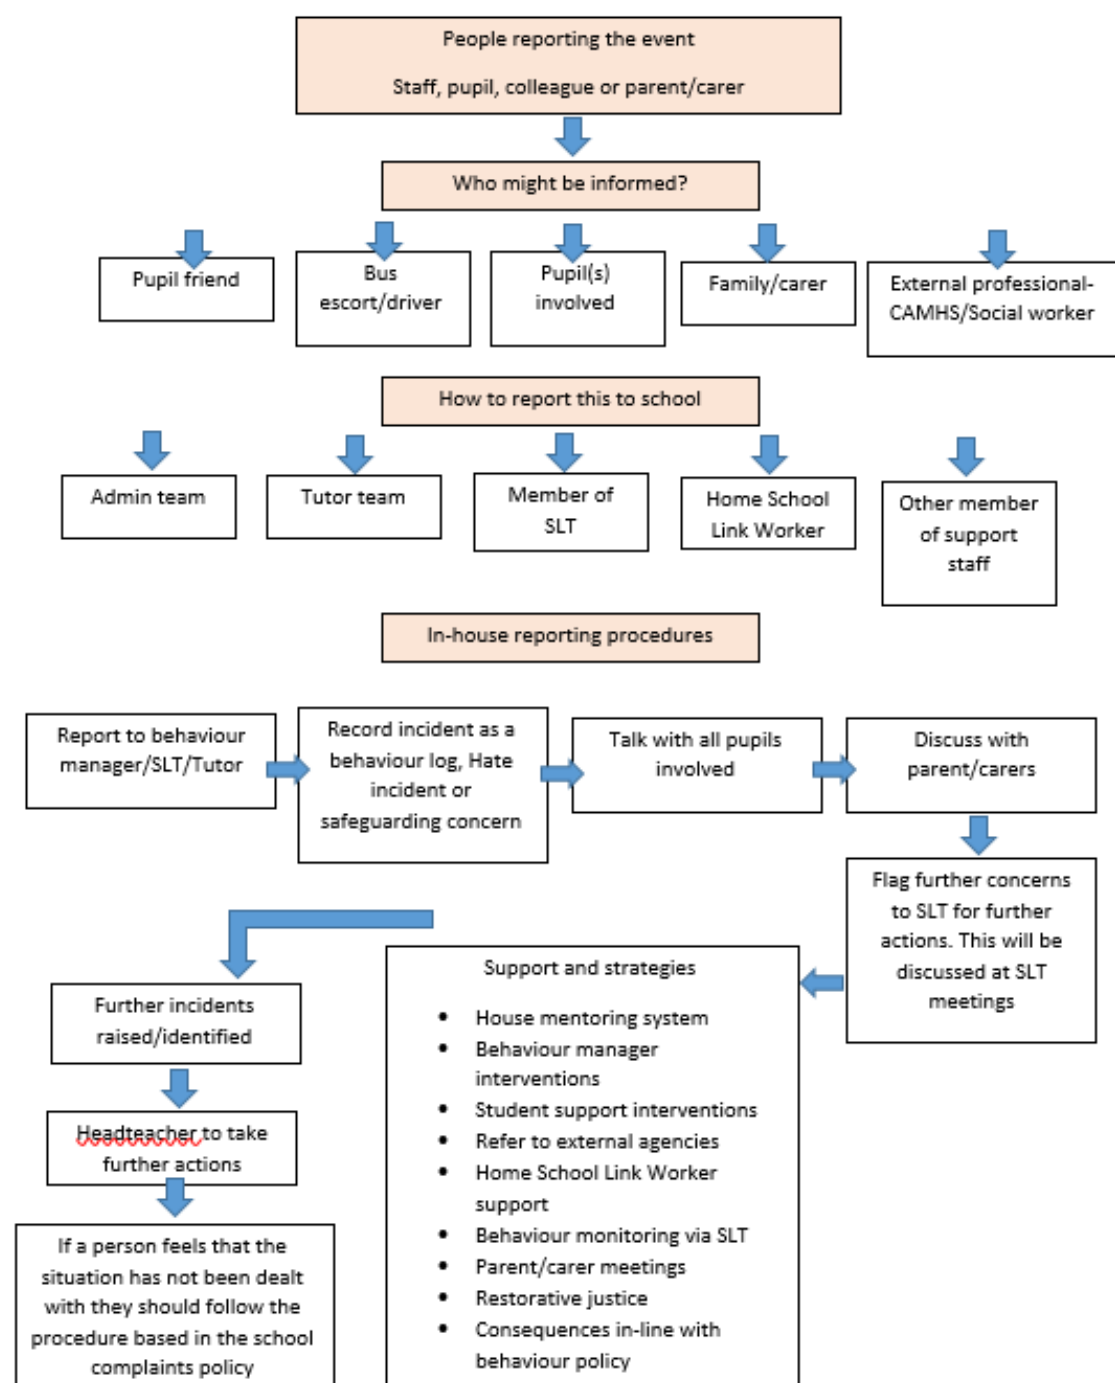 People reporting the event
Staff, pupil, colleague or parent/carer
Who might be informed?
Pupil friend
Bus
escort/driver
Pupil(s)
involved
Family/carer
External professional-
CAMHS/Social worker
How to report this to school
Admin team
Tutor team
Member of
SLT
Home School
Link Worker
Other member
of support
staff
In-house reporting procedures
Report to behaviour
manager/SLT/Tutor
Record incident as a
behaviour log, Hate
incident or
safeguarding concern
Talk with all pupils
involved
Discuss with
parent/carers
Flag further concerns
to SLT for further
actions. This will be
discussed at SLT
meetings
Support and strategies
• House mentoring system
• Behaviour manager
interventions
• Student support interventions
• Refer to external agencies
• Home School Link Worker
support
• Behaviour monitoring via SLT
• Parent/carer meetings
• Restorative justice
• Consequences in-line with
behaviour policy
Further incidents
raised/identified
Headteacher to take
further actions
If a person feels that the
situation has not been dealt
with they should follow the
procedure based in the school
complaints policy